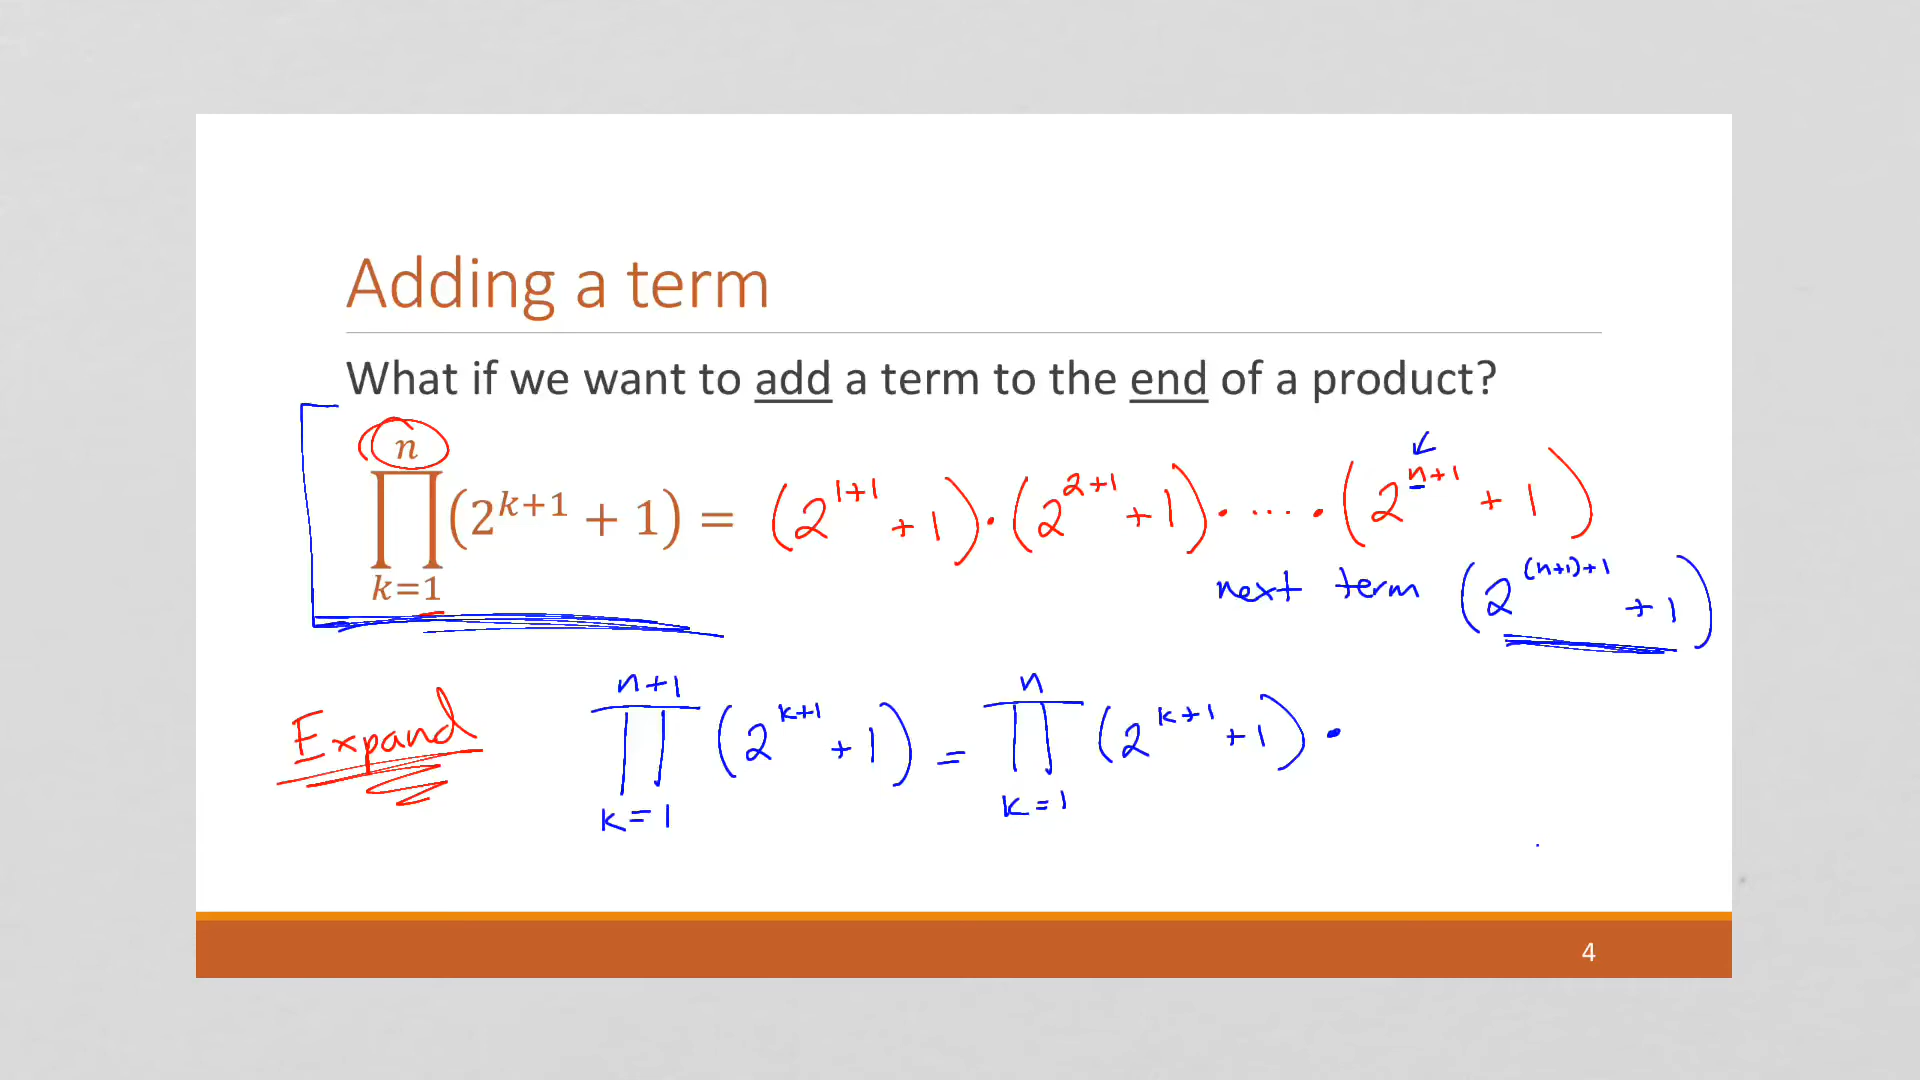 Adding a term
What if we want to add a term to the end of a product?
∏_{k=1}^{n} (2^{k+1} + 1) = (2^{1+1} + 1) · (2^{2+1} + 1) · ... · (2^{n+1} + 1)
next term (2^{(n+1)+1} + 1)
Expand ∏_{k=1}^{n+1} (2^{k+1} + 1) = ∏_{k=1}^{n} (2^{k+1} + 1) ·
4